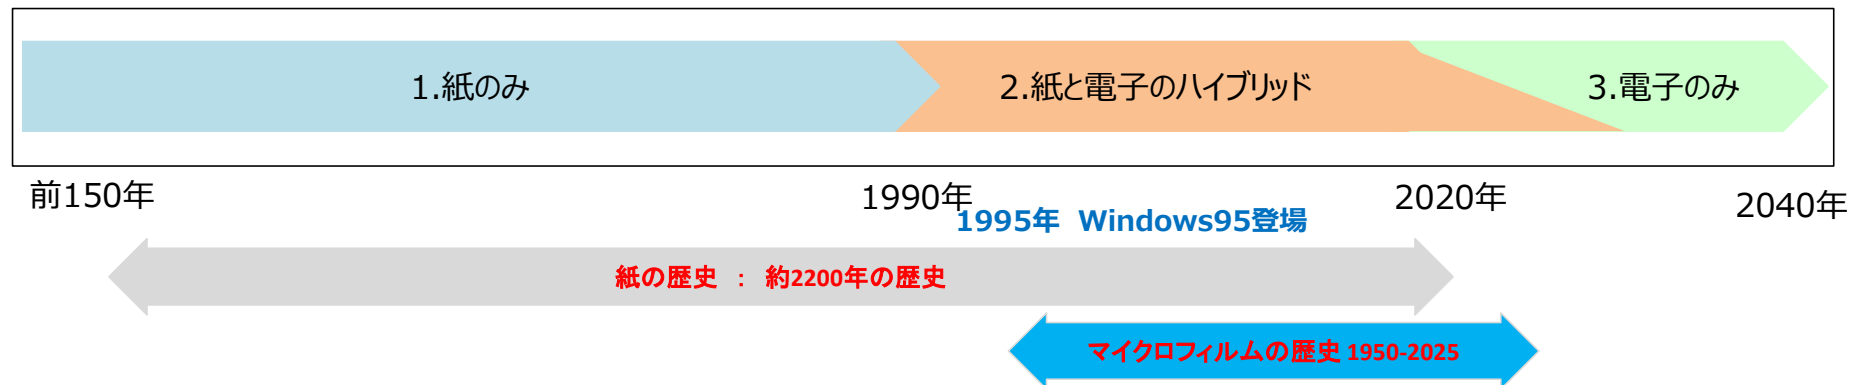 1.紙のみ
2.紙と電子のハイブリッド
3.電子のみ
前150年
1990年
2020年
2040年
1995年 Windows95登場
紙の歴史 : 約2200年の歴史
マイクロフィルムの歴史 1950-2025